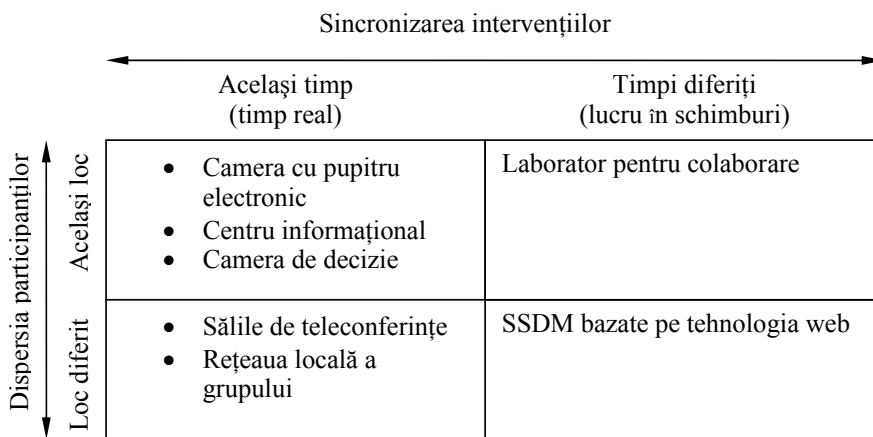 Sincronizarea intervențiilor
Același timp
(timp real)
Timpi diferiți
(lucru în schimburi)
Dispersia participanților
Același loc
• Camera cu pupitru
electronic
• Centru informațional
• Camera de decizie
Laborator pentru colaborare
Loc diferit
• Sălile de teleconferințe
• Rețeaua locală a
grupului
SSDM bazate pe tehnologia web